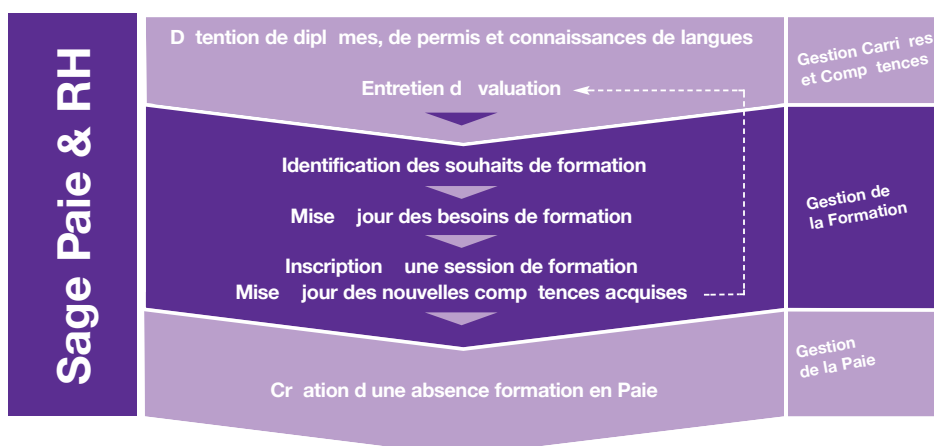 Sage Paie & RH
D tention de dipl mes, de permis et connaissances de langues
Entretien d valuation
Gestion Carri res
et Comp tences
Identification des souhaits de formation
Mise jour des besoins de formation
Inscription une session de formation
Mise jour des nouvelles comp tences acquises
Gestion de
la Formation
Cr ation d une absence formation en Paie
Gestion
de la Paie